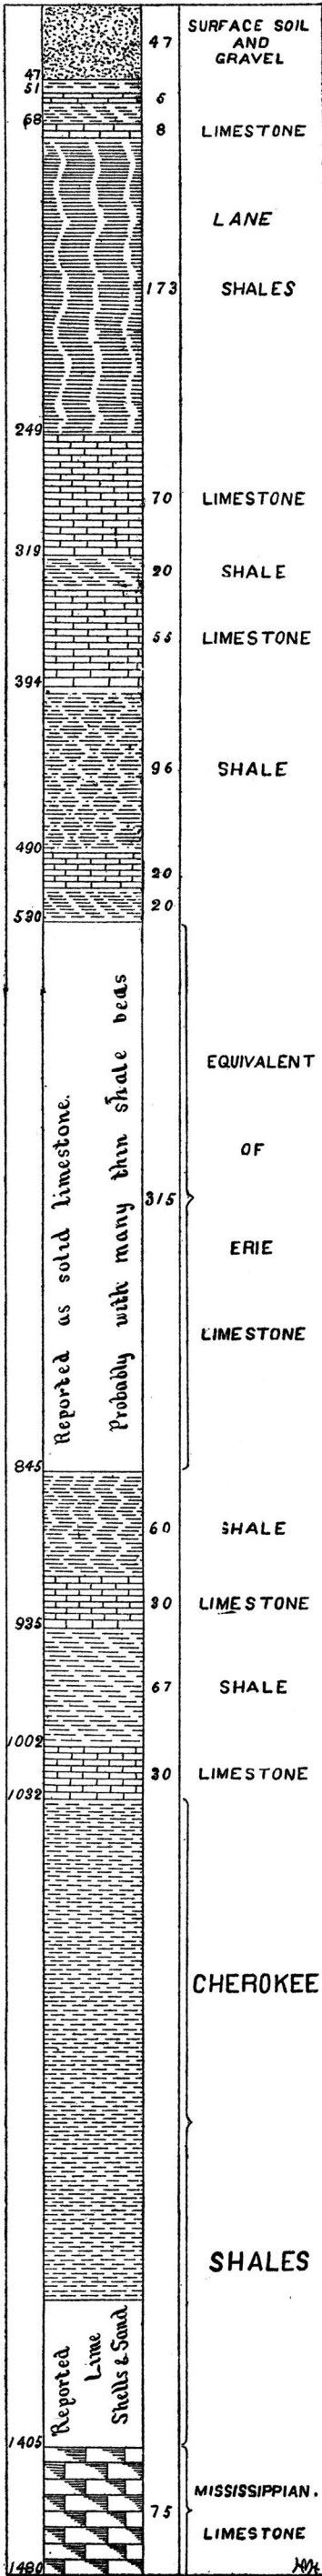 SURFACE SOIL
AND
GRAVEL
47
47
51
6
68
8
LIMESTONE
LANE
173
SHALES
249
70
LIMESTONE
319
20
SHALE
55
LIMESTONE
394
96
SHALE
490
20
20
530
Reported as solid Limestone.
Probably with many thin shale beds
315
EQUIVALENT
OF
ERIE
LIMESTONE
845
60
SHALE
30
LIMESTONE
935
67
SHALE
1002
30
LIMESTONE
1032
CHEROKEE
SHALES
Reported
Lime
Shells & Sand
1405
MISSISSIPPIAN.
75
LIMESTONE
1480